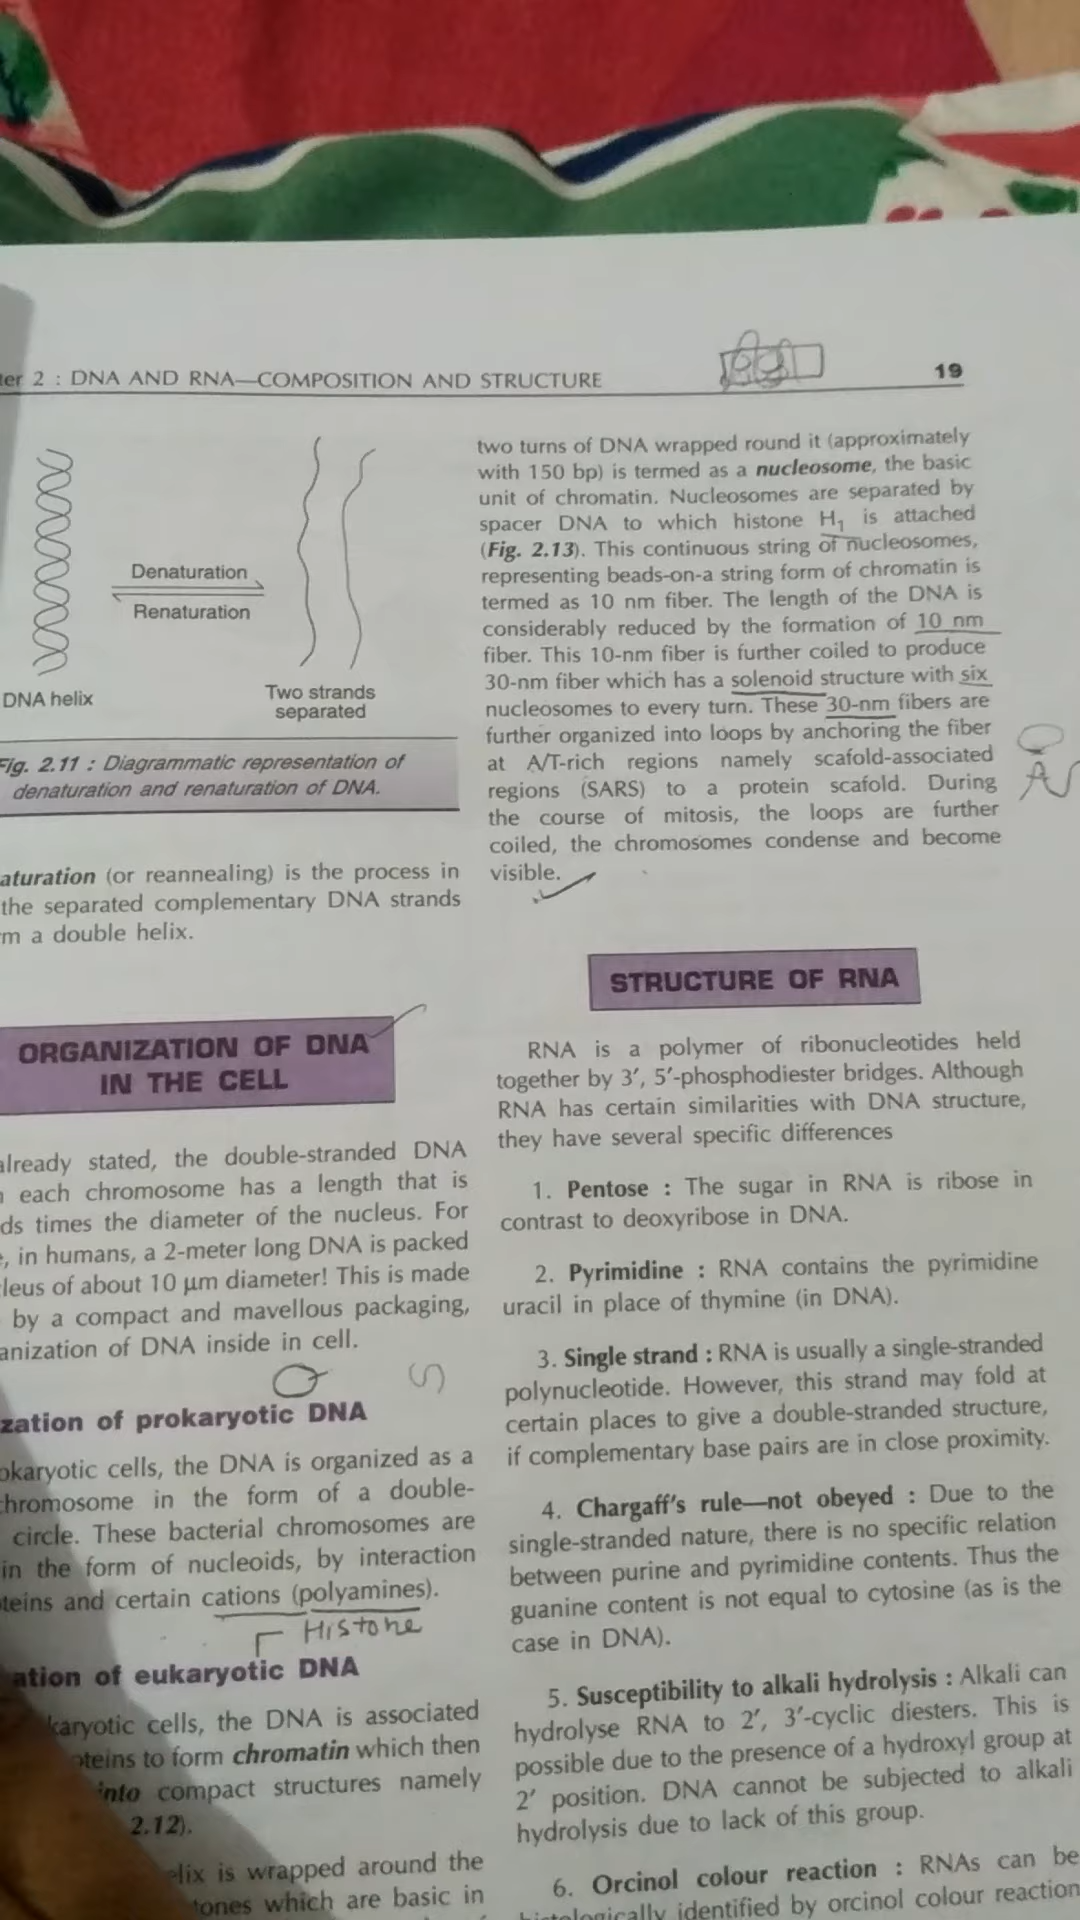 2 : DNA AND RNA—COMPOSITION AND STRUCTURE
19
Denaturation
Renaturation
DNA helix
Two strands
separated
Fig. 2.11 : Diagrammatic representation of
denaturation and renaturation of DNA.
aturation (or reannealing) is the process in
the separated complementary DNA strands
m a double helix.
ORGANIZATION OF DNA
IN THE CELL
already stated, the double-stranded DNA
each chromosome has a length that is
ds times the diameter of the nucleus. For
, in humans, a 2-meter long DNA is packed
leus of about 10 μm diameter! This is made
by a compact and mavellous packaging,
anization of DNA inside in cell.
zation of prokaryotic DNA
okaryotic cells, the DNA is organized as a
hromosome in the form of a double-
circle. These bacterial chromosomes are
in the form of nucleoids, by interaction
teins and certain cations (polyamines).
Histone
ation of eukaryotic DNA
karyotic cells, the DNA is associated
oteins to form chromatin which then
into compact structures namely
2.12).
elix is wrapped around the
tones which are basic in
two turns of DNA wrapped round it (approximately
with 150 bp) is termed as a nucleosome, the basic
unit of chromatin. Nucleosomes are separated by
spacer DNA to which histone H₁ is attached
(Fig. 2.13). This continuous string of nucleosomes,
representing beads-on-a string form of chromatin is
termed as 10 nm fiber. The length of the DNA is
considerably reduced by the formation of 10 nm
fiber. This 10-nm fiber is further coiled to produce
30-nm fiber which has a solenoid structure with six
nucleosomes to every turn. These 30-nm fibers are
further organized into loops by anchoring the fiber
at A/T-rich regions namely scafold-associated
regions (SARS) to a protein scafold. During
the course of mitosis, the loops are further
coiled, the chromosomes condense and become
visible.
STRUCTURE OF RNA
RNA is a polymer of ribonucleotides held
together by 3′, 5′-phosphodiester bridges. Although
RNA has certain similarities with DNA structure,
they have several specific differences
1. Pentose : The sugar in RNA is ribose in
contrast to deoxyribose in DNA.
2. Pyrimidine : RNA contains the pyrimidine
uracil in place of thymine (in DNA).
3. Single strand : RNA is usually a single-stranded
polynucleotide. However, this strand may fold at
certain places to give a double-stranded structure,
if complementary base pairs are in close proximity.
4. Chargaff's rule—not obeyed : Due to the
single-stranded nature, there is no specific relation
between purine and pyrimidine contents. Thus the
guanine content is not equal to cytosine (as is the
case in DNA).
5. Susceptibility to alkali hydrolysis : Alkali can
hydrolyse RNA to 2′, 3′-cyclic diesters. This is
possible due to the presence of a hydroxyl group at
2′ position. DNA cannot be subjected to alkali
hydrolysis due to lack of this group.
6. Orcinol colour reaction : RNAs can be
identified by orcinol colour reaction